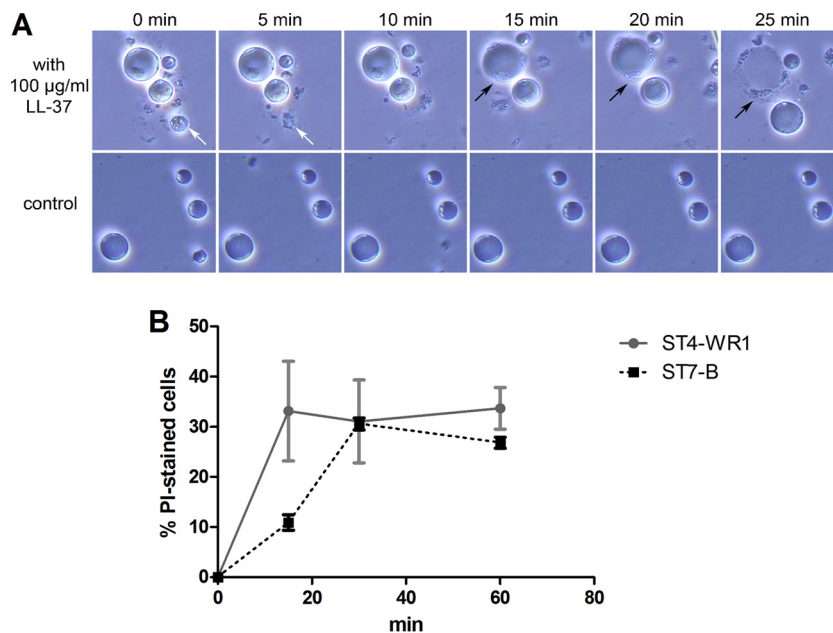 A
0 min 5 min 10 min 15 min 20 min 25 min
with
100 µg/ml
LL-37
control
B
50
40
30
20
10
0
% PI-stained cells
0 20 40 60 80
min
ST4-WR1
ST7-B